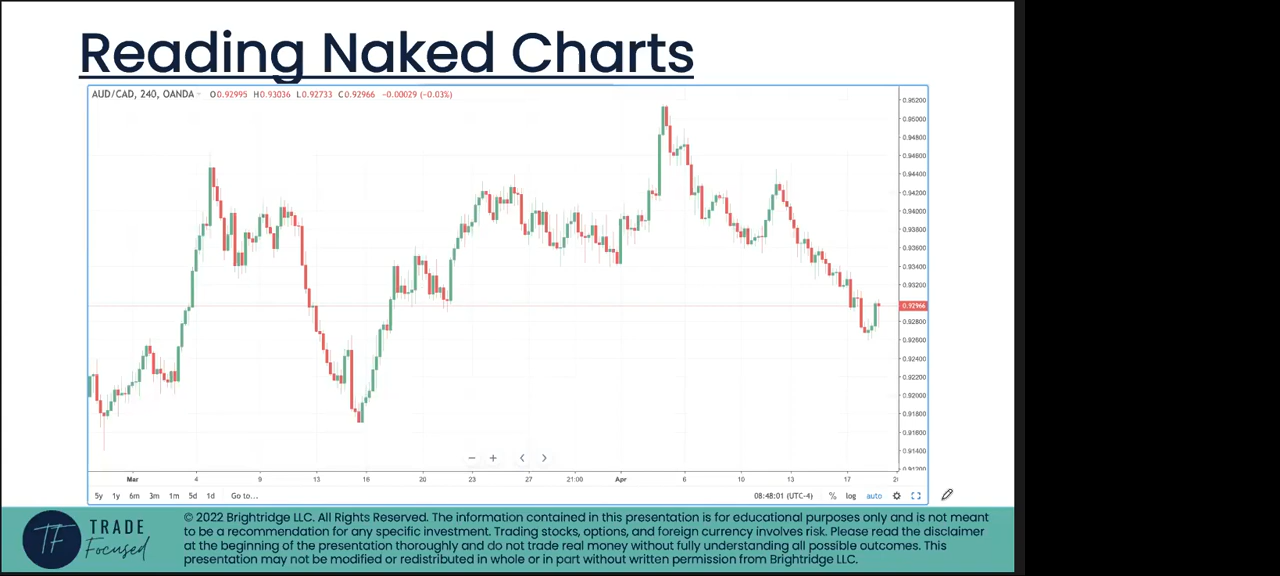 Reading Naked Charts
AUD/CAD, 240, OANDA O0.92995 H0.93036 L0.92733 C0.92966 -0.00029 (-0.03%)
0.95200
0.95000
0.94800
0.94600
0.94400
0.94200
0.94000
0.93800
0.93600
0.93400
0.93200
0.92966
0.92800
0.92600
0.92400
0.92200
0.92000
0.91800
0.91600
0.91400
0.91200
Mar 4 9 13 16 20 23 27 21:00 Apr 6 10 13 17
5y 1y 6m 3m 1m 5d 1d Go to... 08:48:01 (UTC-4) % log auto
TF
TRADE
Focused
© 2022 Brightridge LLC. All Rights Reserved. The information contained in this presentation is for educational purposes only and is not meant
to be a recommendation for any specific investment. Trading stocks, options, and foreign currency involves risk. Please read the disclaimer
at the beginning of the presentation thoroughly and do not trade real money without fully understanding all possible outcomes. This
presentation may not be modified or redistributed in whole or in part without written permission from Brightridge LLC.